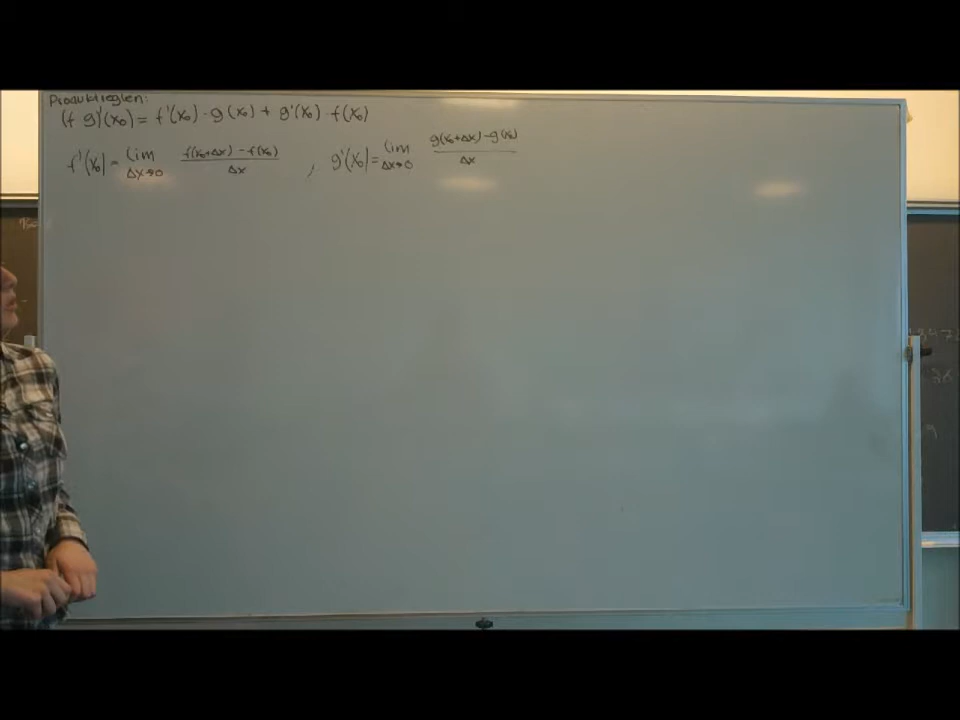 Produktreglen:
(f g)'(x₀) = f'(x₀) · g(x₀) + g'(x₀) · f(x₀)
f'(x₀) = lim Δx→0 (f(x₀+Δx) − f(x₀))/Δx , g'(x₀) = lim Δx→0 (g(x₀+Δx) − g(x₀))/Δx